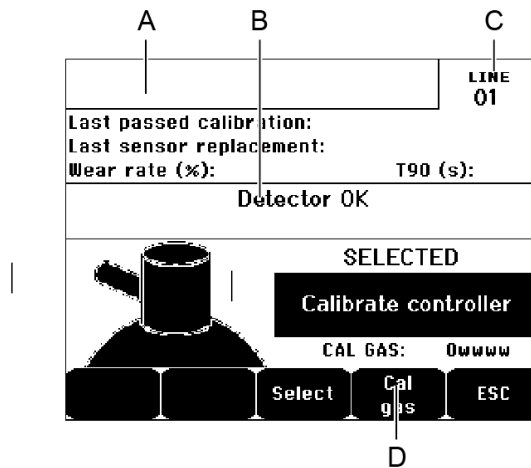 A B C
LINE
01
Last passed calibration:
Last sensor replacement:
Wear rate (%): T90 (s):
Detector OK
SELECTED
Calibrate controller
CAL GAS: 0wwww
Select Cal gas ESC
D